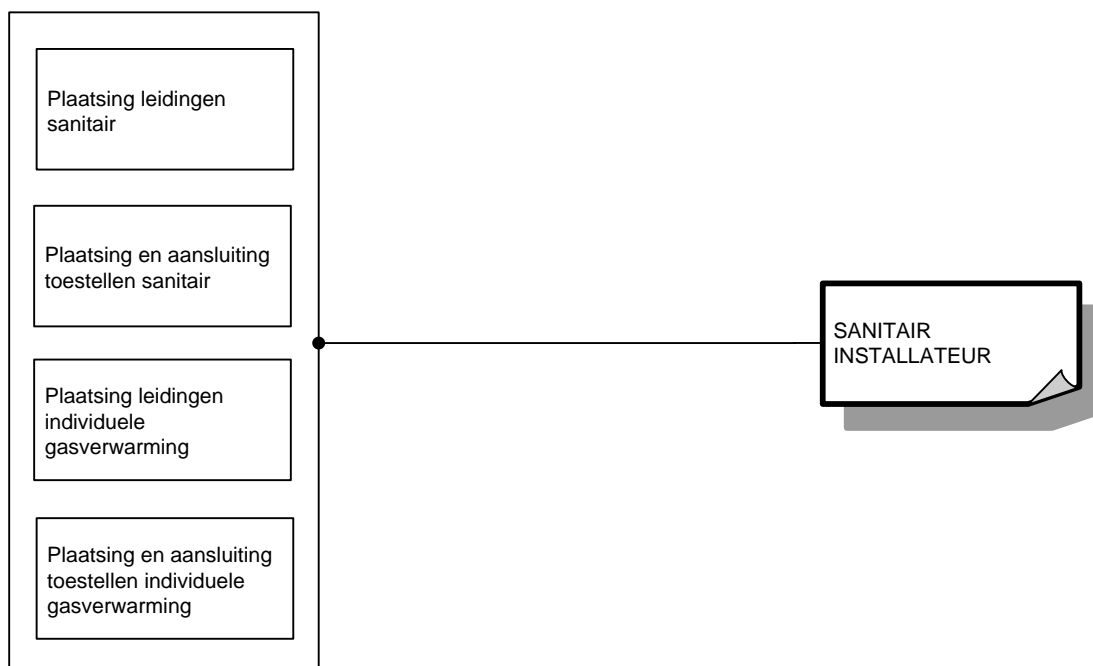 Plaatsing leidingen
sanitair
Plaatsing en aansluiting
toestellen sanitair
Plaatsing leidingen
individuele
gasverwarming
Plaatsing en aansluiting
toestellen individuele
gasverwarming
SANITAIR
INSTALLATEUR